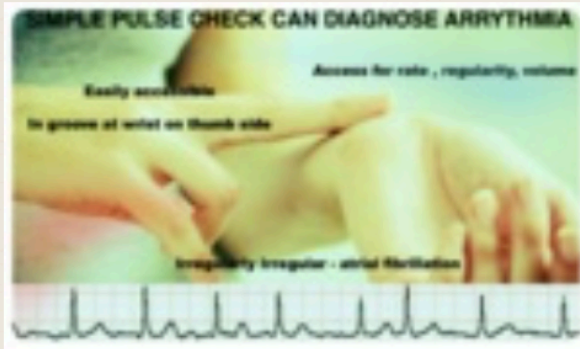 SIMPLE PULSE CHECK CAN DIAGNOSE ARRYTHMIA
Access for rate , regularity, volume
Easily accessible
In groove at wrist on thumb side
Irregularly irregular - atrial fibrillation